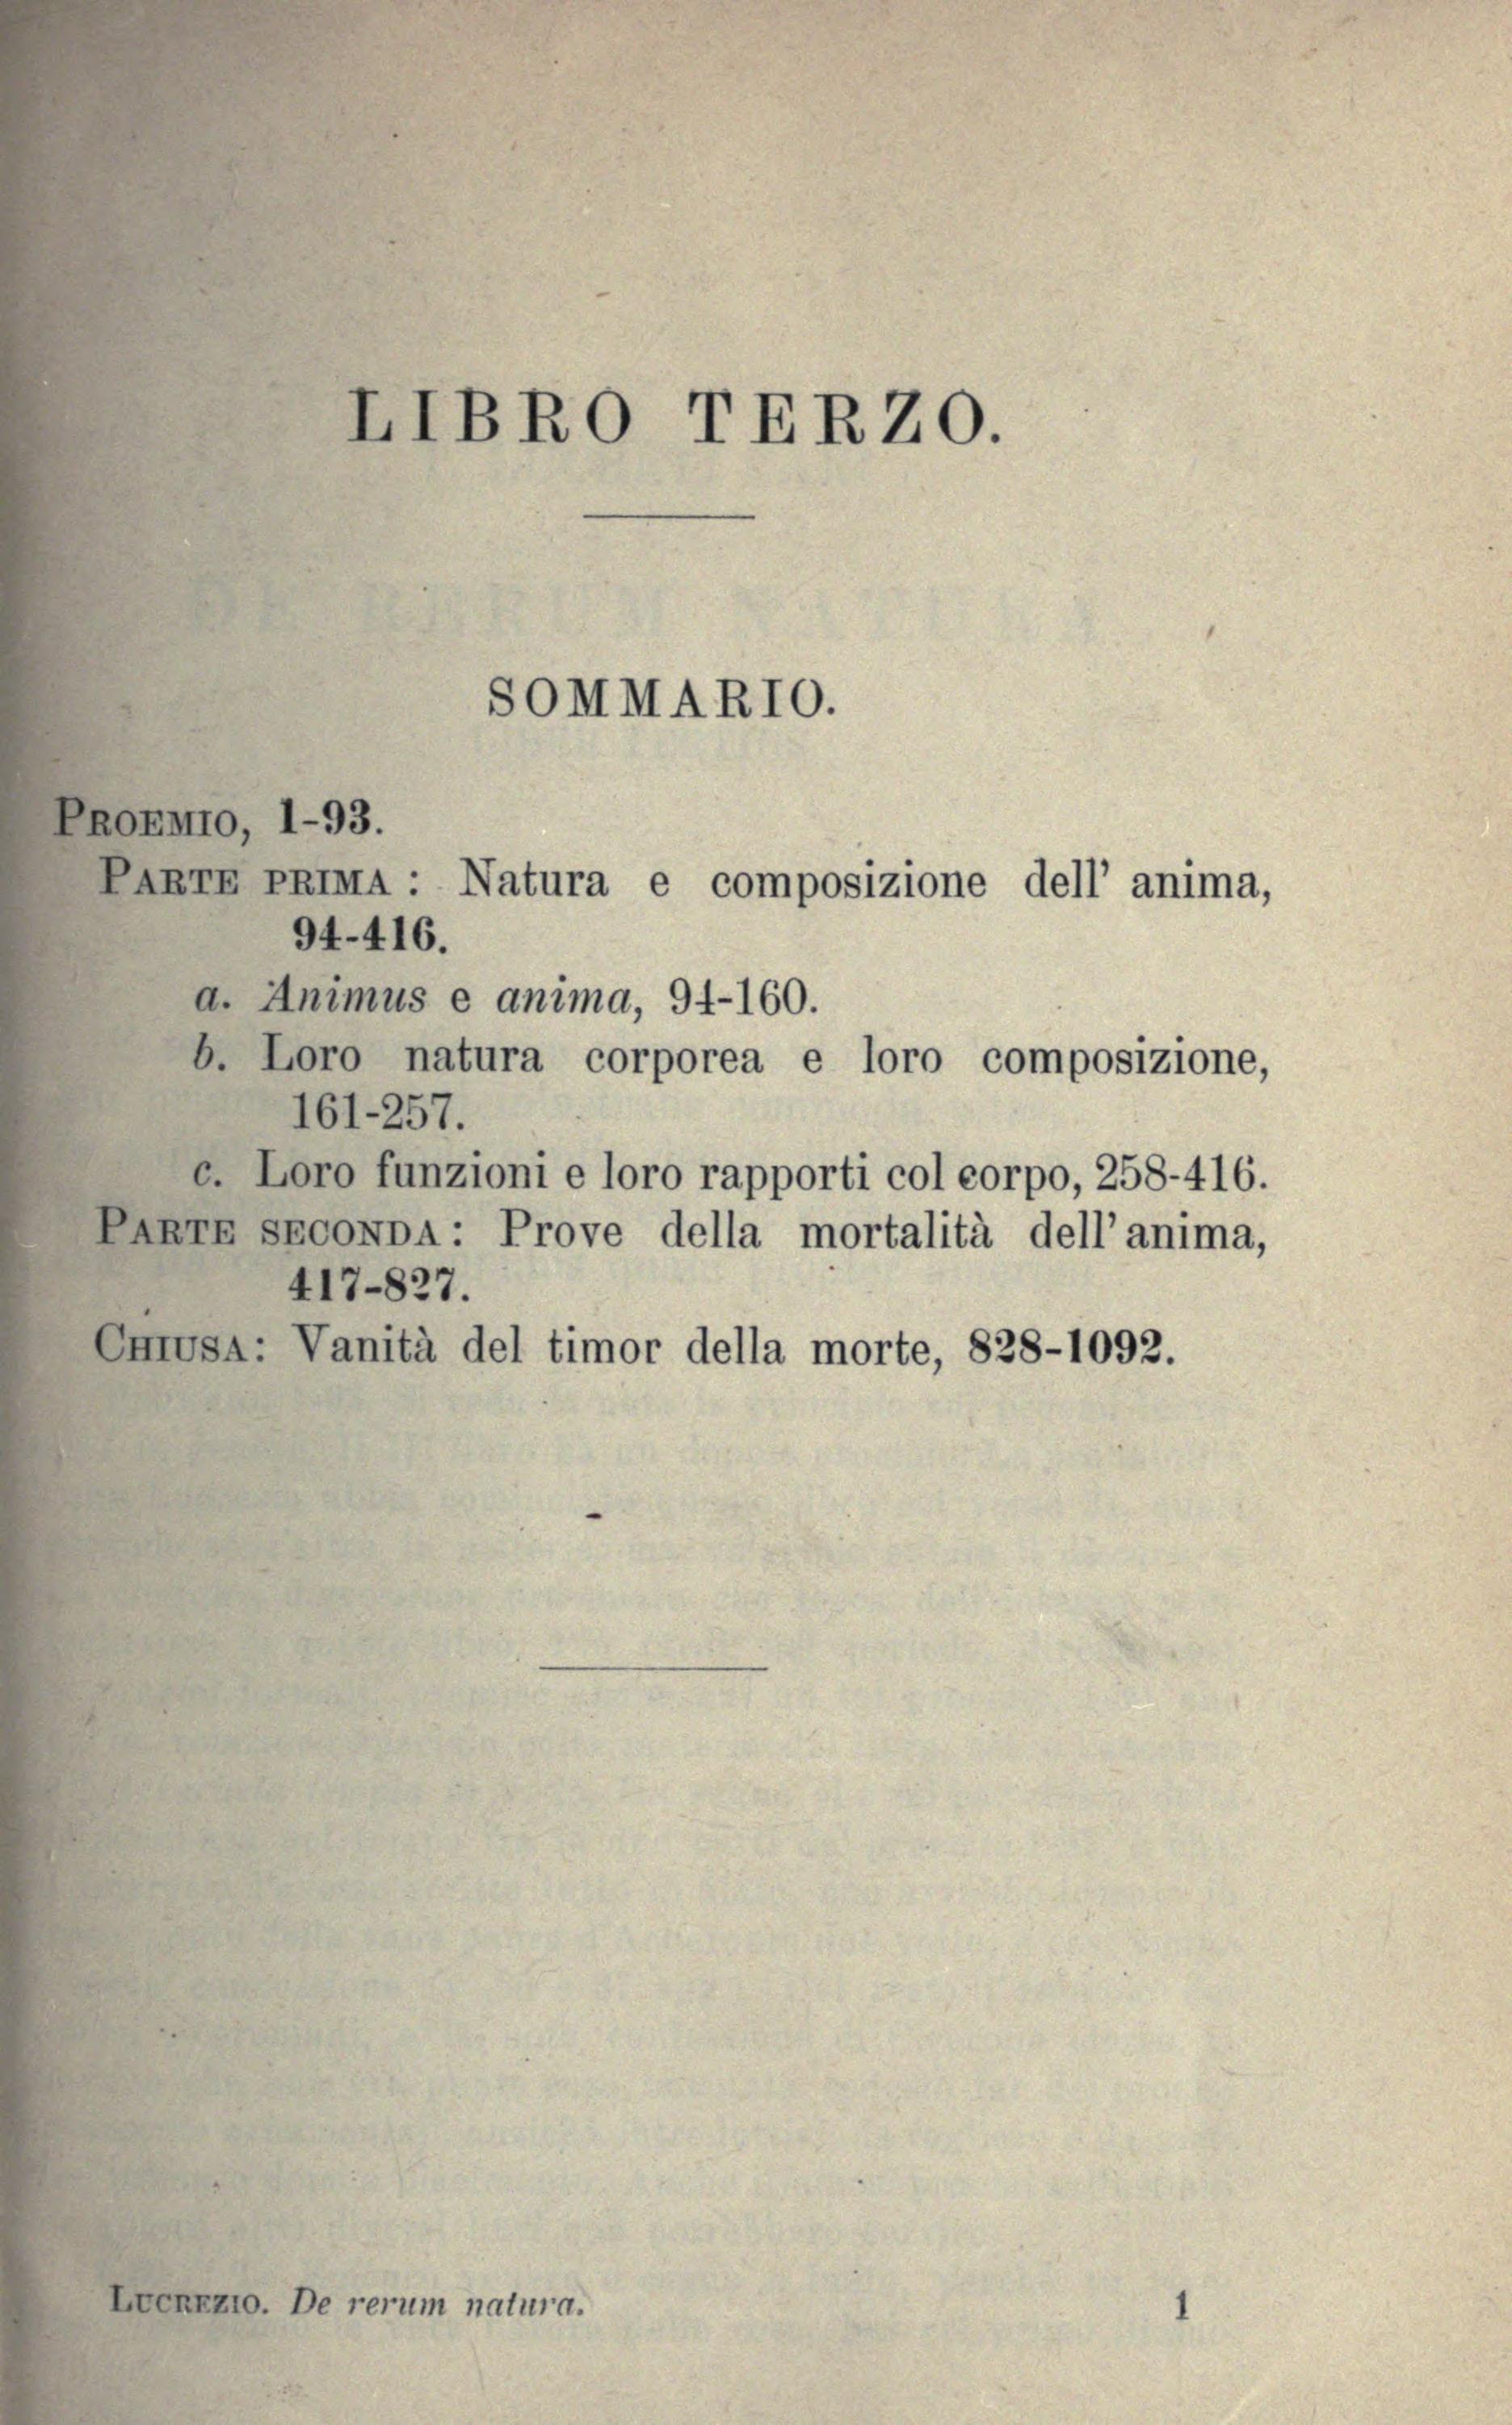 LIBRO TERZO.
SOMMARIO.
PROEMIO, 1-93.
PARTE PRIMA : Natura e composizione dell' anima,
94-416.
a. Animus e anima, 94-160.
b. Loro natura corporea e loro composizione,
161-257.
c. Loro funzioni e loro rapporti col corpo, 258-416.
PARTE SECONDA : Prove della mortalità dell' anima,
417-827.
CHIUSA: Vanità del timor della morte, 828-1092.
LUCREZIO. De rerum natura.
1